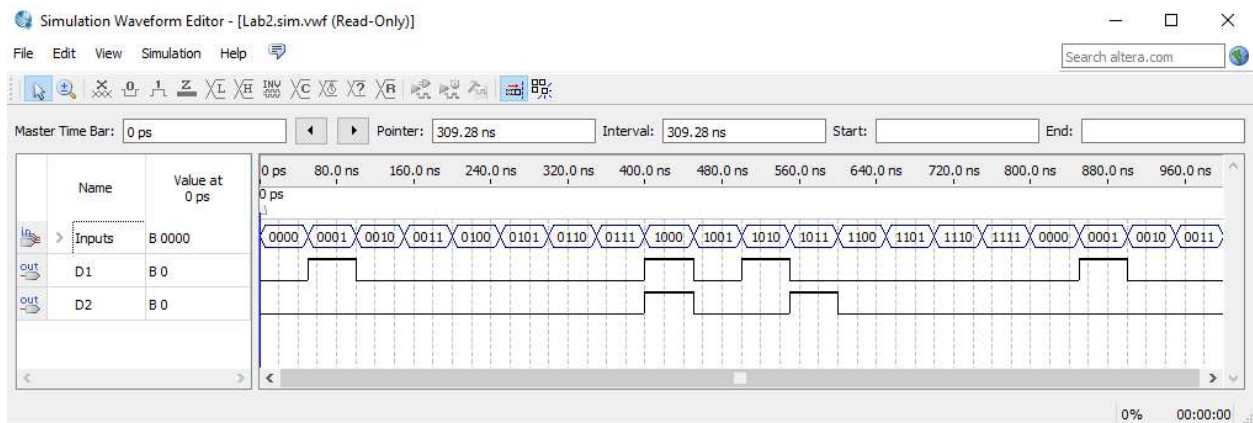 Simulation Waveform Editor - [Lab2.sim.vwf (Read-Only)]
File Edit View Simulation Help
Search altera.com
Master Time Bar: 0 ps Pointer: 309.28 ns Interval: 309.28 ns Start: End:
Name Value at 0 ps
0 ps 80.0 ns 160.0 ns 240.0 ns 320.0 ns 400.0 ns 480.0 ns 560.0 ns 640.0 ns 720.0 ns 800.0 ns 880.0 ns 960.0 ns
0 ps
in Inputs B 0000 0000 0001 0010 0011 0100 0101 0110 0111 1000 1001 1010 1011 1100 1101 1110 1111 0000 0001 0010 0011
out D1 B 0
out D2 B 0
0% 00:00:00